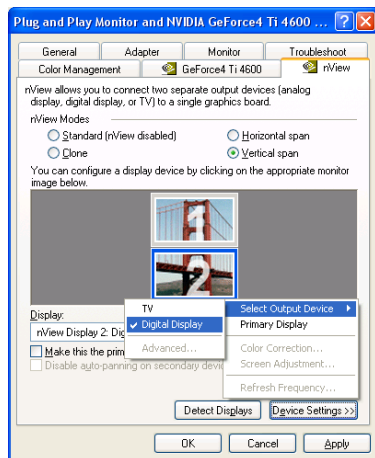 Plug and Play Monitor and NVIDIA GeForce4 Ti 4600 ...
General Adapter Monitor Troubleshoot
Color Management GeForce4 Ti 4600 nView
nView allows you to connect two separate output devices (analog
display, digital display, or TV) to a single graphics board.
nView Modes
Standard (nView disabled) Horizontal span
Clone Vertical span
You can configure a display device by clicking on the appropriate monitor
image below.
1
2
Display:
TV Select Output Device
Digital Display Primary Display
nView Display 2: Dig
Advanced... Color Correction...
Make this the prim
Screen Adjustment...
Disable auto-panning on secondary devic
Refresh Frequency...
Detect Displays Device Settings >>
OK Cancel Apply